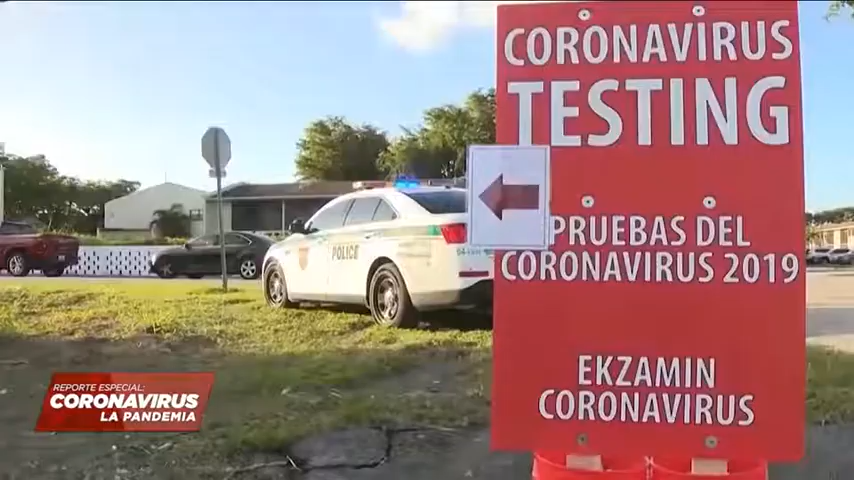 CORONAVIRUS
TESTING
PRUEBAS DEL
CORONAVIRUS 2019
EKZAMIN
CORONAVIRUS
POLICE
REPORTE ESPECIAL:
CORONAVIRUS
LA PANDEMIA